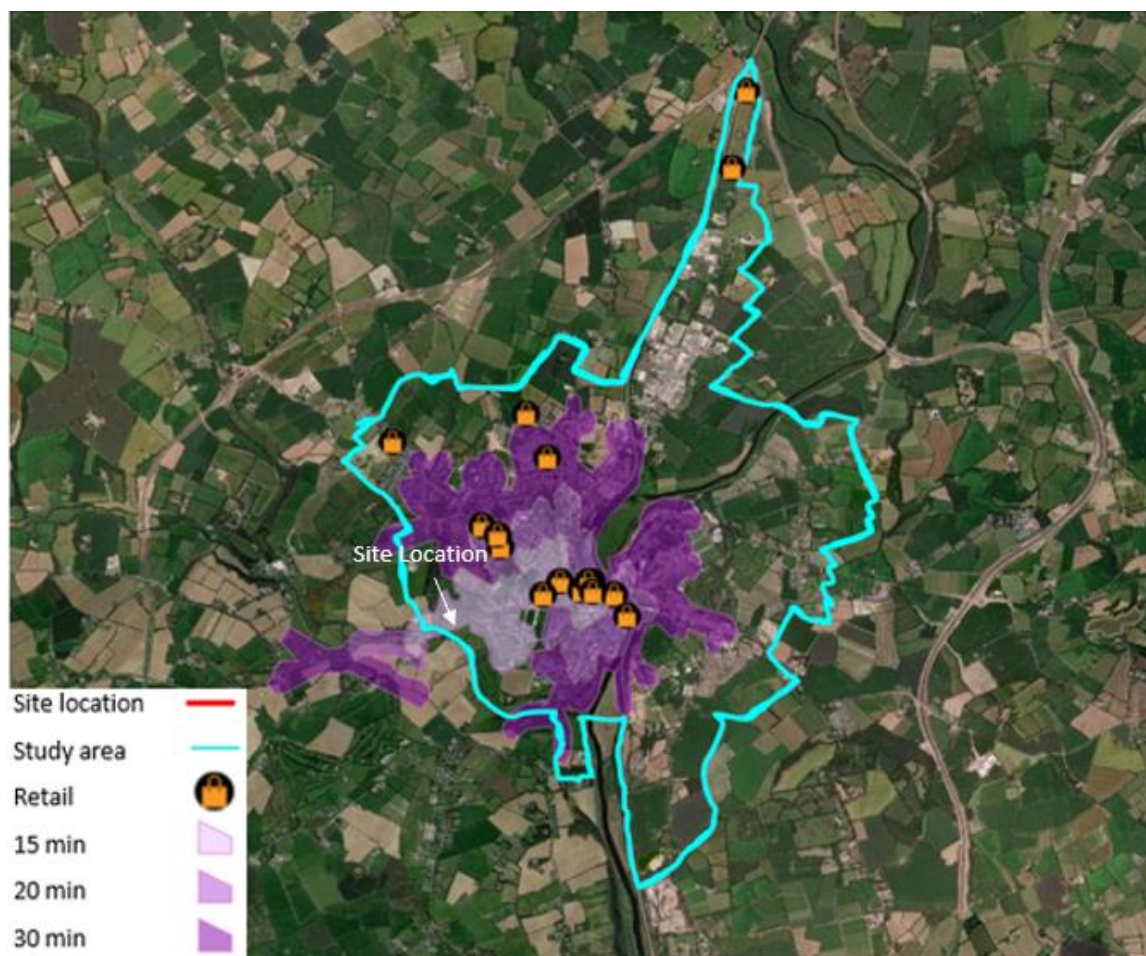 Site Location
Site location
Study area
Retail
15 min
20 min
30 min